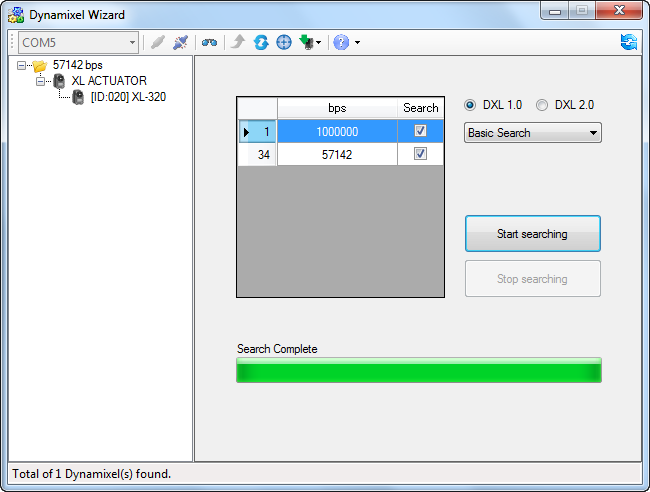 Dynamixel Wizard
COM5
57142 bps
XL ACTUATOR
[ID:020] XL-320
bps Search
1 1000000
34 57142
DXL 1.0 DXL 2.0
Basic Search
Start searching
Stop searching
Search Complete
Total of 1 Dynamixel(s) found.